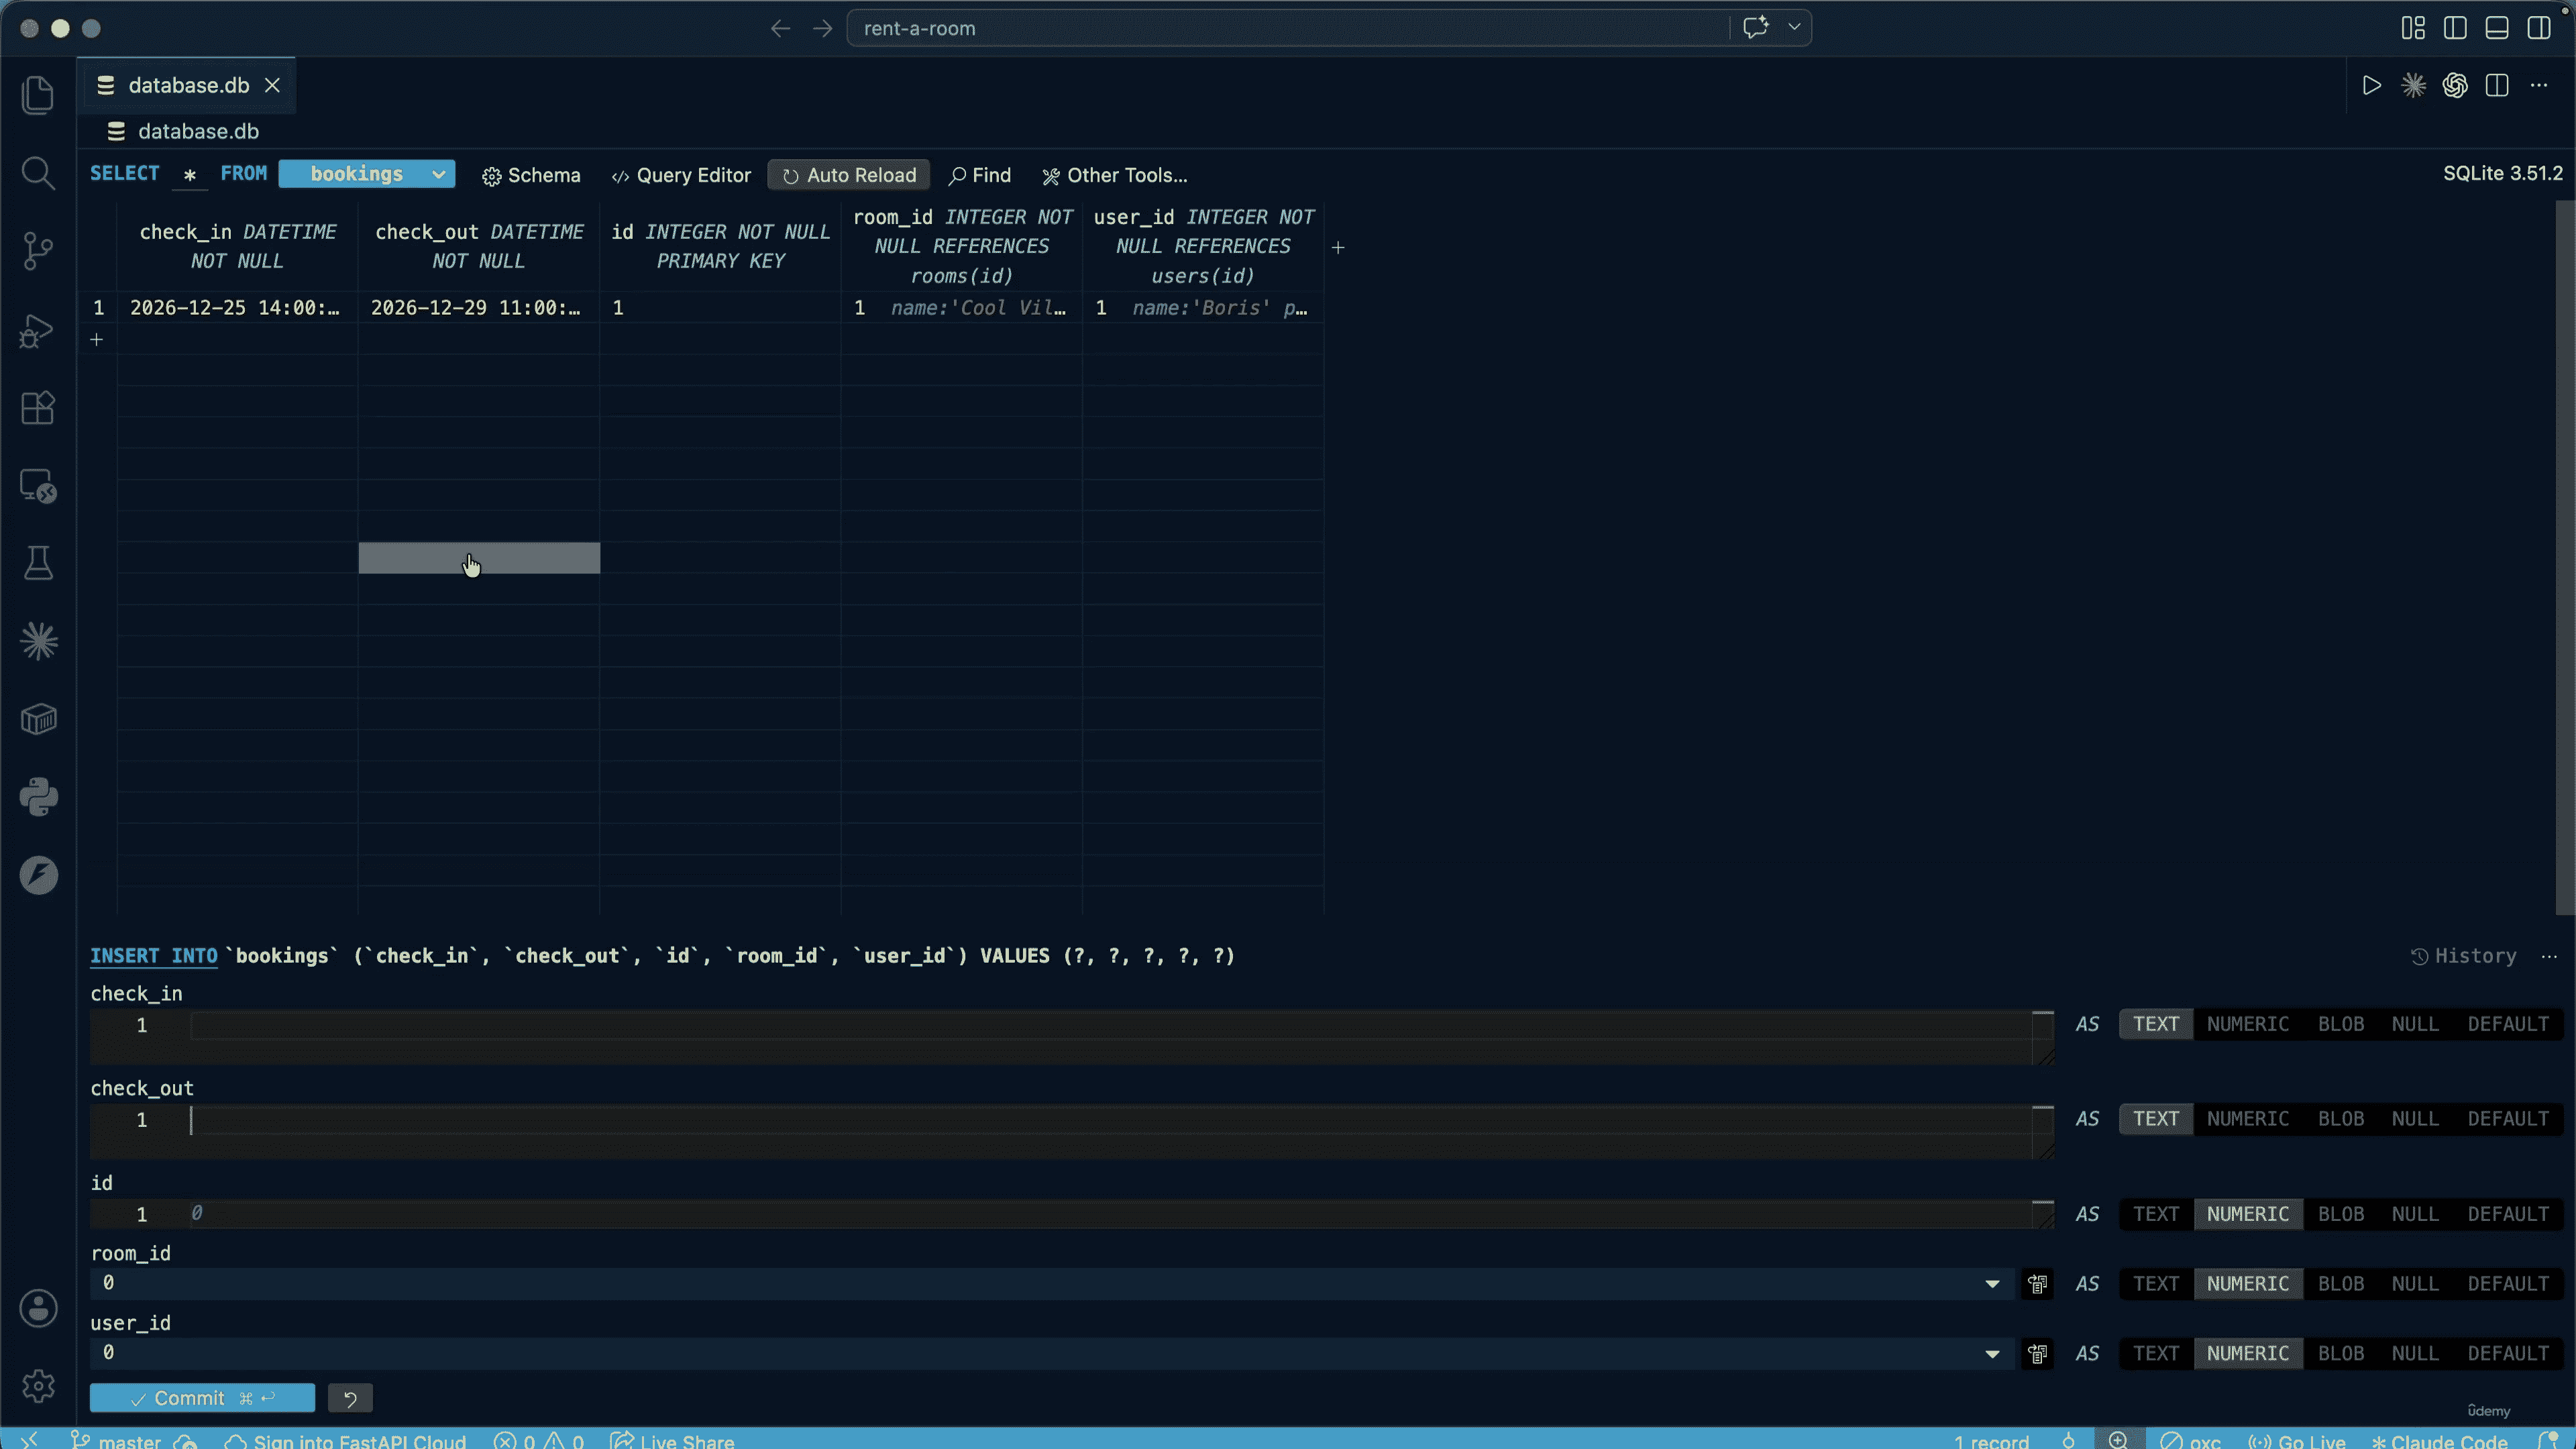 rent-a-room
database.db
database.db
SELECT * FROM bookings Schema </> Query Editor Auto Reload Find Other Tools... SQLite 3.51.2
check_in DATETIME NOT NULL
check_out DATETIME NOT NULL
id INTEGER NOT NULL PRIMARY KEY
room_id INTEGER NOT NULL REFERENCES rooms(id)
user_id INTEGER NOT NULL REFERENCES users(id)
+
1 2026-12-25 14:00:… 2026-12-29 11:00:… 1 1 name:'Cool Vil… 1 name:'Boris' p…
+
INSERT INTO `bookings` (`check_in`, `check_out`, `id`, `room_id`, `user_id`) VALUES (?, ?, ?, ?, ?) History ...
check_in
1 AS TEXT NUMERIC BLOB NULL DEFAULT
check_out
1 AS TEXT NUMERIC BLOB NULL DEFAULT
id
1 0 AS TEXT NUMERIC BLOB NULL DEFAULT
room_id
0 AS TEXT NUMERIC BLOB NULL DEFAULT
user_id
0 AS TEXT NUMERIC BLOB NULL DEFAULT
Commit ⌘ ↩
ûdemy
master Sign into FastAPI Cloud 0 0 Live Share 1 record oxc Go Live Claude Code